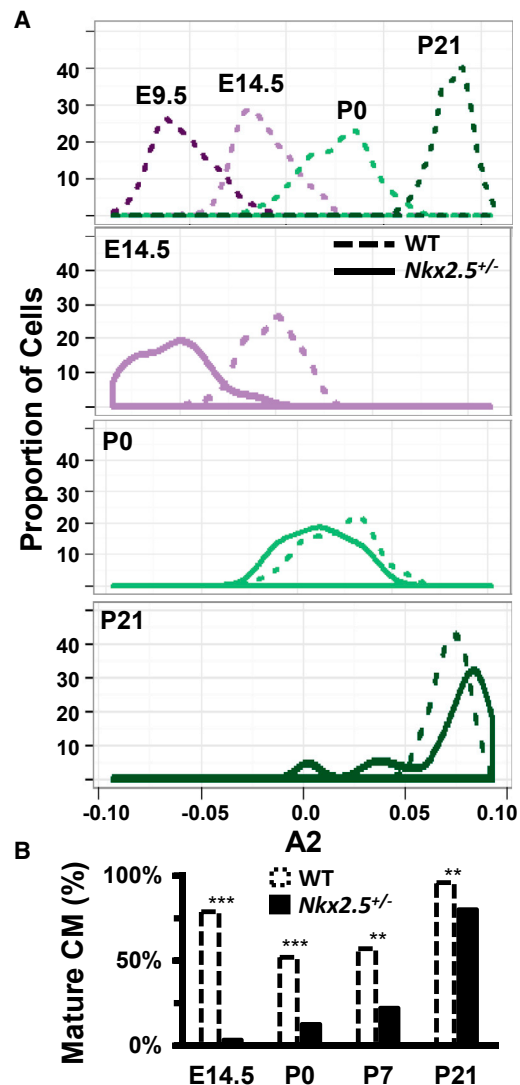 A
E9.5 E14.5 P0 P21
40
30
20
10
E14.5
WT
Nkx2.5+/-
40
30
20
10
P0
40
30
20
10
P21
40
30
20
10
Proportion of Cells
-0.10 -0.05 0.0 0.05 0.10
A2
B
100%
50%
0%
Mature CM (%)
WT
Nkx2.5+/-
*** *** ** **
E14.5 P0 P7 P21